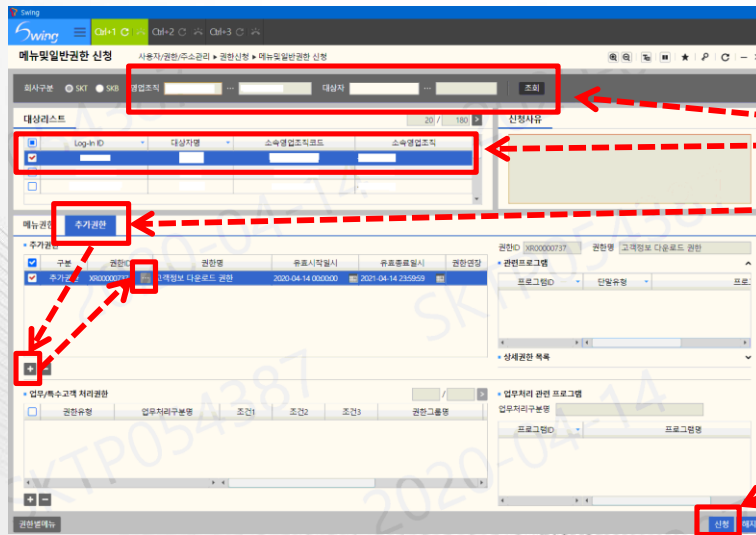 Swing
Swing Ctrl+1 Ctrl+2 Ctrl+3
메뉴및일반권한 신청 사용자/권한/주소관리 ▸ 권한신청 ▸ 메뉴및일반권한 신청
회사구분 SKT SKB 영업조직 ... 대상자 ... 조회
대상리스트 20 / 180 신청사유
Log-In ID 대상자명 소속영업조직코드 소속영업조직
메뉴권한 추가권한
추가권한
권한ID XR00000737 권한명 고객정보 다운로드 권한
구분 권한ID 권한명 유효시작일시 유효종료일시 권한연장
추가권한 XR00000737 고객정보 다운로드 권한 2020-04-14 00:00:00 2021-04-14 23:59:59
관련프로그램
프로그램ID 단말유형 프로그
상세권한 목록
업무/특수고객 처리권한 /
권한유형 업무처리구분명 조건1 조건2 조건3 권한그룹명
업무처리 관련 프로그램
업무처리구분명
프로그램ID 프로그램명
권한별메뉴 신청 해지
SKTP054387
2020-04-14